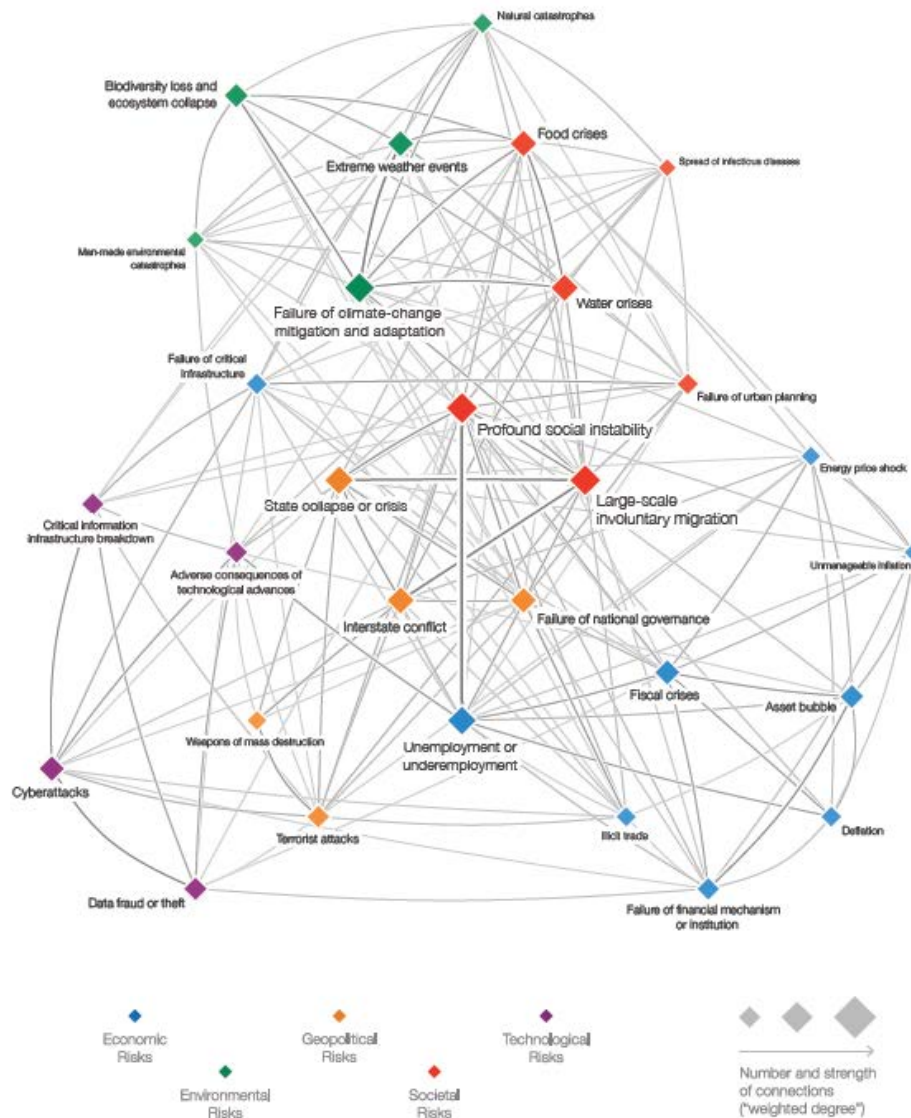 Natural catastrophes
Biodiversity loss and
ecosystem collapse
Food crises
Extreme weather events
Spread of infectious diseases
Man-made environmental
catastrophes
Water crises
Failure of climate-change
mitigation and adaptation
Failure of critical
infrastructure
Failure of urban planning
Profound social instability
Energy price shock
State collapse or crisis
Large-scale
involuntary migration
Critical information
infrastructure breakdown
Unmanageable inflation
Adverse consequences of
technological advances
Interstate conflict
Failure of national governance
Fiscal crises
Asset bubble
Weapons of mass destruction
Unemployment or
underemployment
Cyberattacks
Terrorist attacks
Illicit trade
Deflation
Data fraud or theft
Failure of financial mechanism
or institution
Economic
Risks
Geopolitical
Risks
Technological
Risks
Environmental
Risks
Societal
Risks
Number and strength
of connections
("weighted degree")